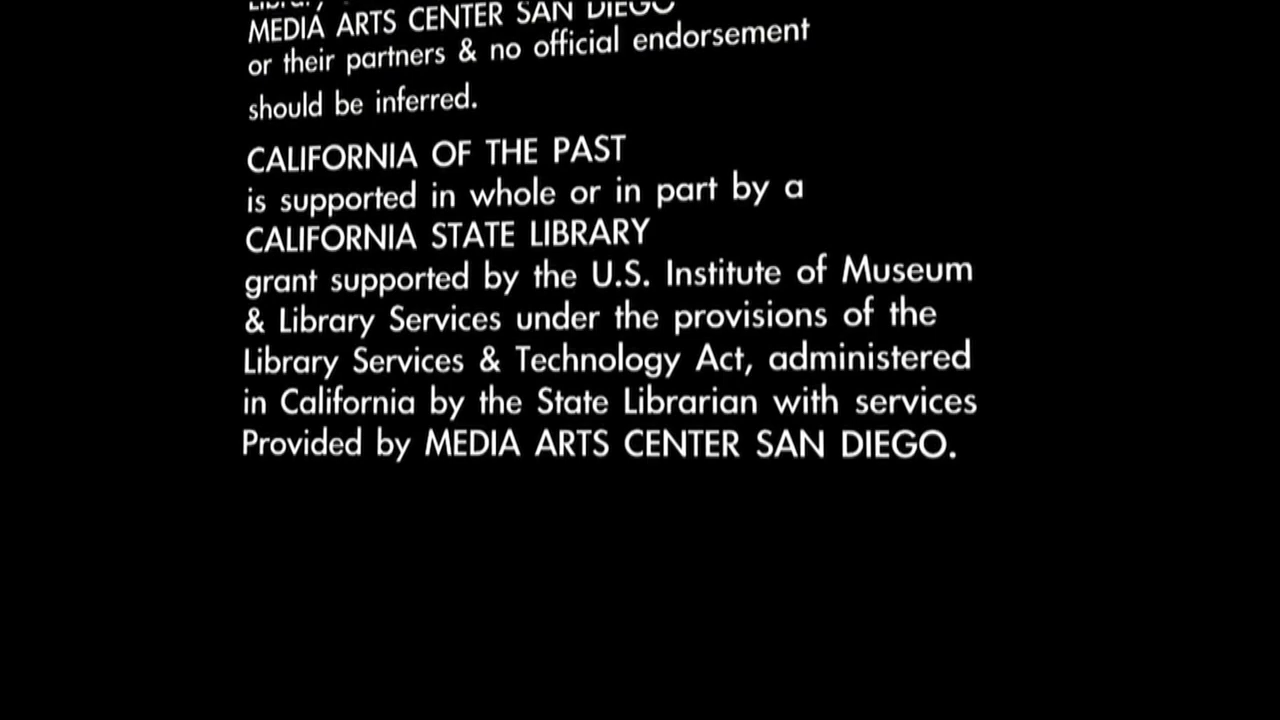 MEDIA ARTS CENTER SAN DIEGO
or their partners & no official endorsement
should be inferred.
CALIFORNIA OF THE PAST
is supported in whole or in part by a
CALIFORNIA STATE LIBRARY
grant supported by the U.S. Institute of Museum
& Library Services under the provisions of the
Library Services & Technology Act, administered
in California by the State Librarian with services
Provided by MEDIA ARTS CENTER SAN DIEGO.